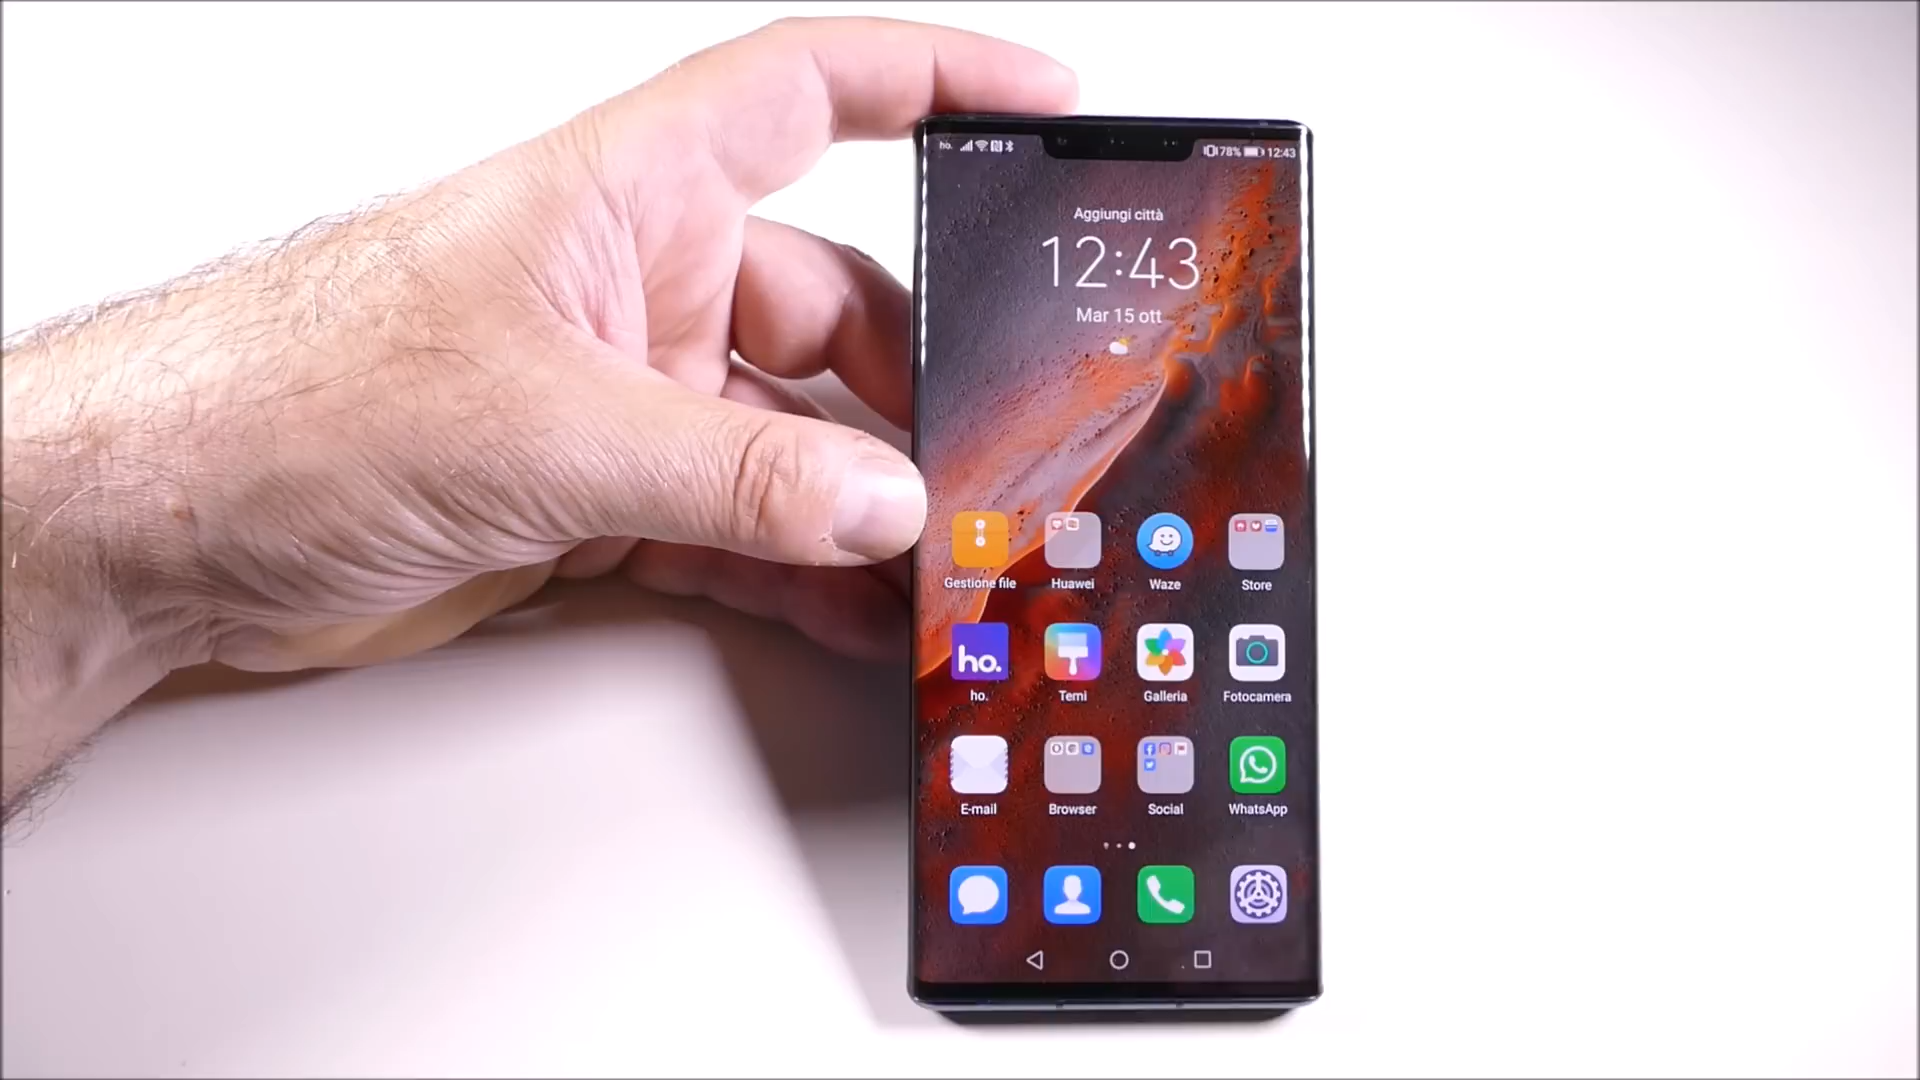 ho. 78% 12:43
Aggiungi città
12:43
Mar 15 ott
Gestione file Huawei Waze Store
ho.
ho. Temi Galleria Fotocamera
E-mail Browser Social WhatsApp